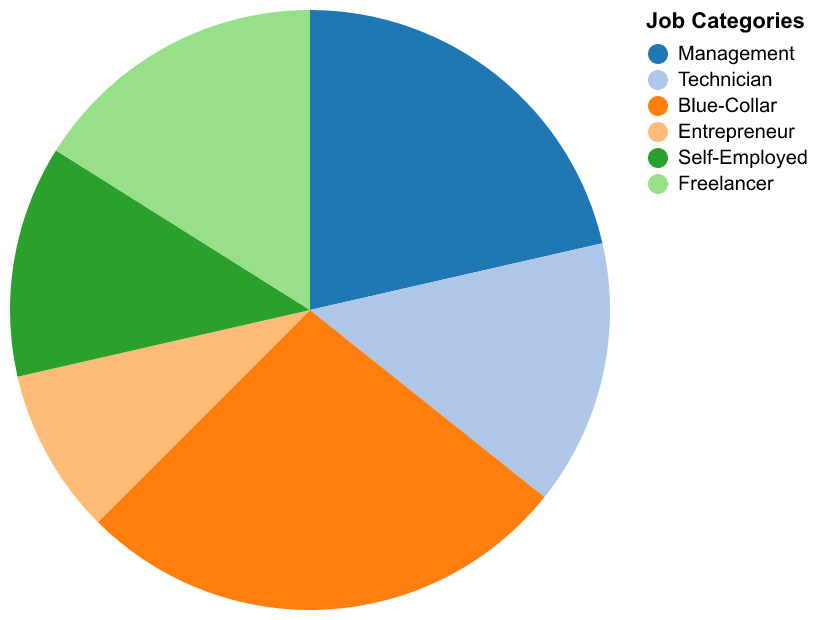 Job Categories
Management
Technician
Blue-Collar
Entrepreneur
Self-Employed
Freelancer